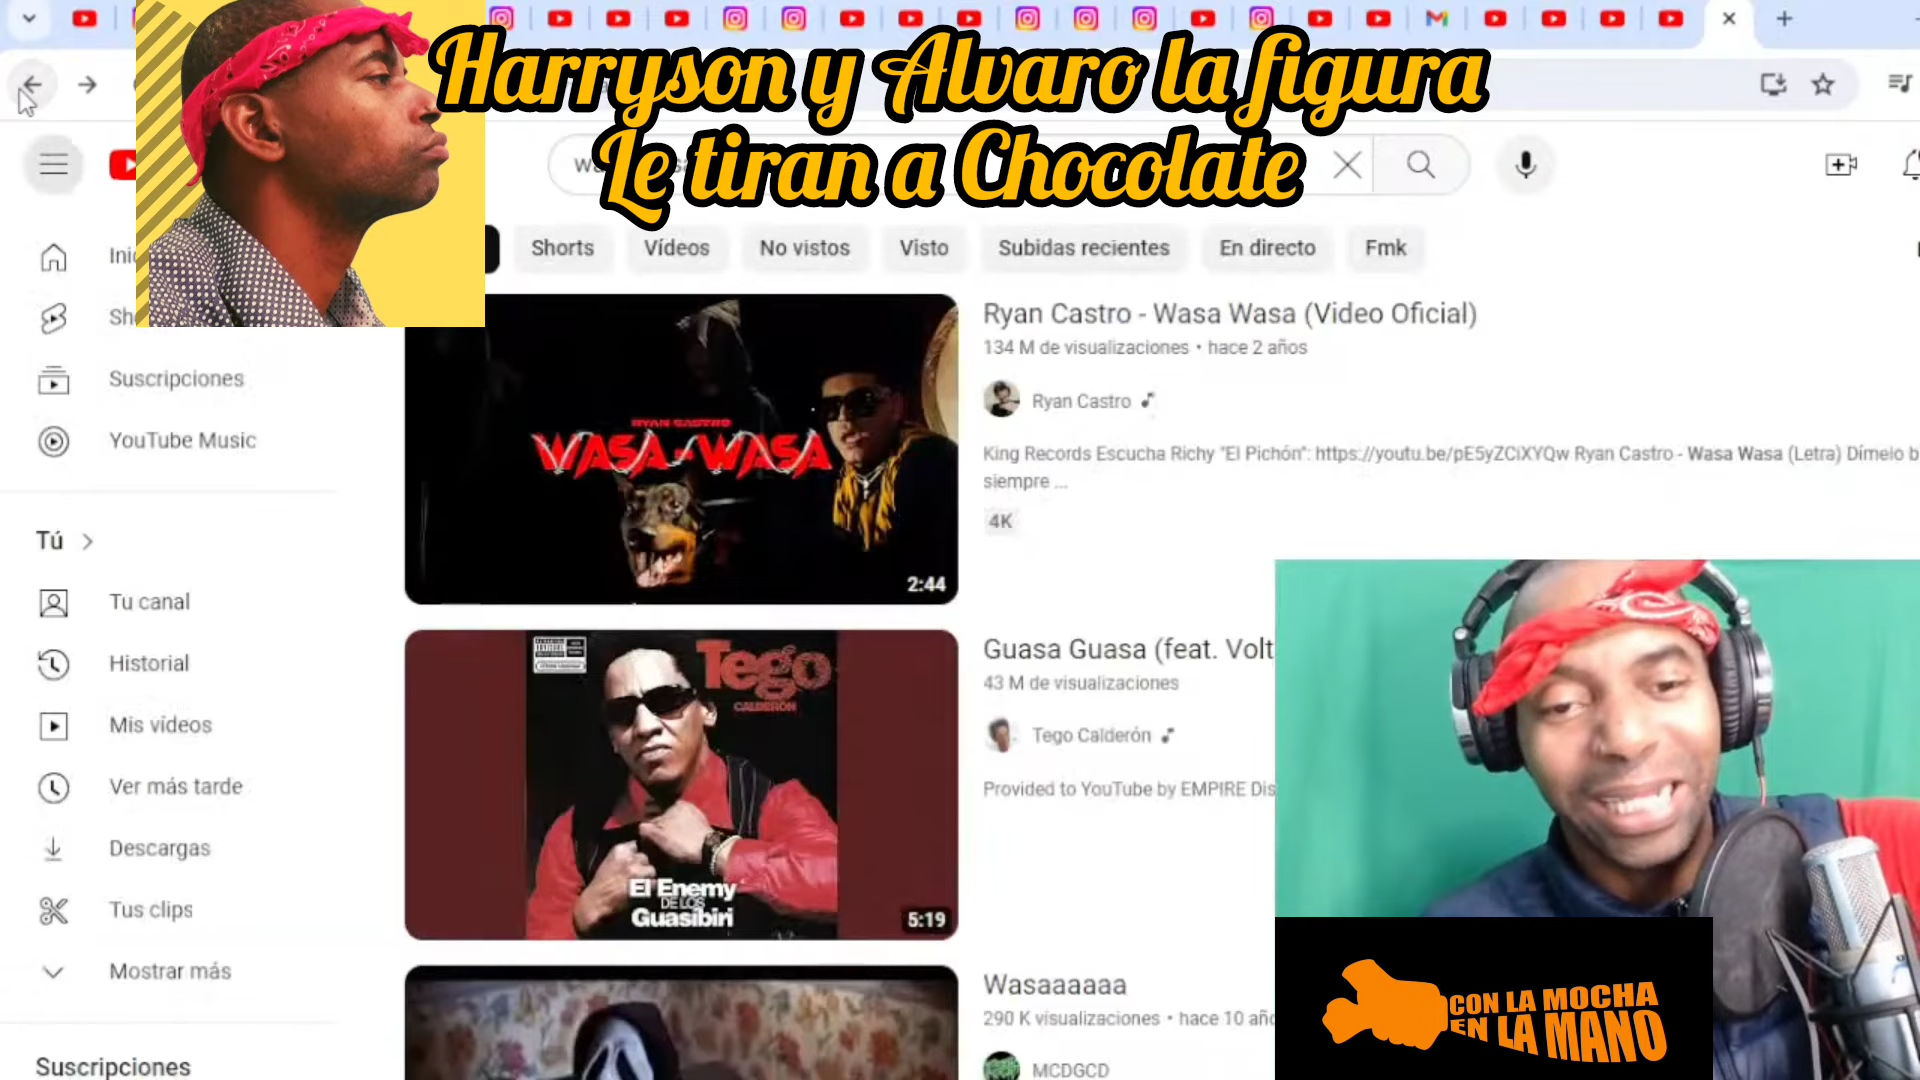 Harryson y Alvaro la figura
Le tiran a Chocolate
Shorts
Vídeos
No vistos
Visto
Subidas recientes
En directo
Fmk
Suscripciones
YouTube Music
Tú
Tu canal
Historial
Mis vídeos
Ver más tarde
Descargas
Tus clips
Mostrar más
Suscripciones
RYAN CASTRO
WASA-WASA
2:44
Ryan Castro - Wasa Wasa (Video Oficial)
134 M de visualizaciones • hace 2 años
Ryan Castro
King Records Escucha Richy "El Pichón": https://youtu.be/pE5yZCiXYQw Ryan Castro - Wasa Wasa (Letra) Dímelo b
siempre ...
4K
Tego
CALDERÓN
El Enemy
DE LOS
Guasibiri
5:19
Guasa Guasa (feat. Volt
43 M de visualizaciones
Tego Calderón
Provided to YouTube by EMPIRE Dis
Wasaaaaaa
290 K visualizaciones • hace 10 año
MCDGCD
CON LA MOCHA
EN LA MANO